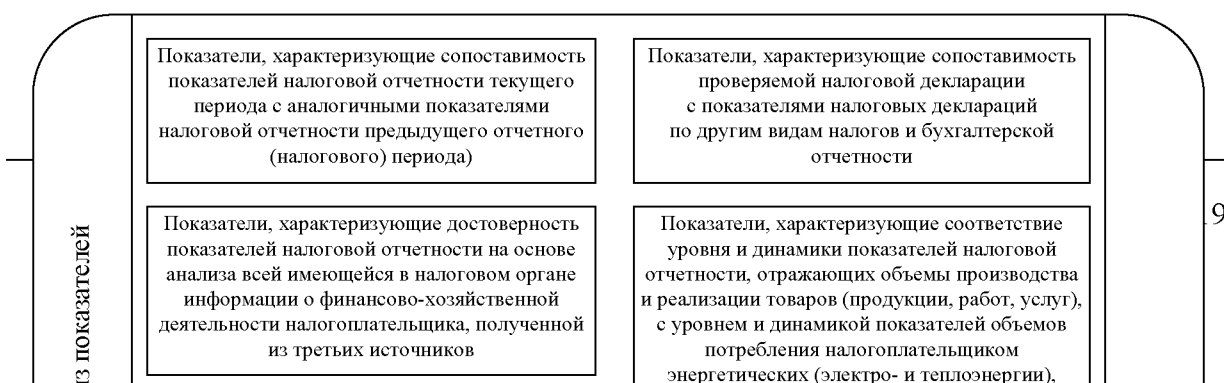 Показатели, характеризующие сопоставимость
показателей налоговой отчетности текущего
периода с аналогичными показателями
налоговой отчетности предыдущего отчетного
(налогового) периода)
Показатели, характеризующие сопоставимость
проверяемой налоговой декларации
с показателями налоговых деклараций
по другим видам налогов и бухгалтерской
отчетности
Показатели, характеризующие достоверность
показателей налоговой отчетности на основе
анализа всей имеющейся в налоговом органе
информации о финансово-хозяйственной
деятельности налогоплательщика, полученной
из третьих источников
Показатели, характеризующие соответствие
уровня и динамики показателей налоговой
отчетности, отражающих объемы производства
и реализации товаров (продукции, работ, услуг),
с уровнем и динамикой показателей объемов
потребления налогоплательщиком
энергетических (электро- и теплоэнергии),
из показателей